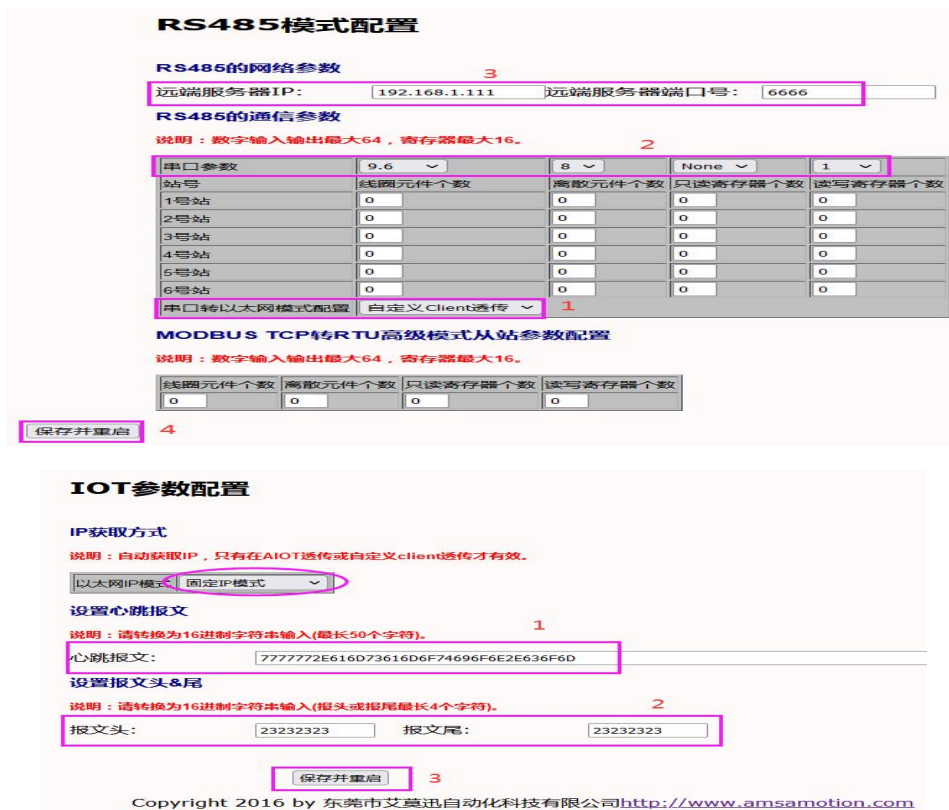 RS485模式配置
RS485的网络参数
3
远端服务器IP: 192.168.1.111 远端服务器端口号: 6666
RS485的通信参数
说明：数字输入输出最大64，寄存器最大16。
2
串口参数 9.6 8 None 1
站号 线圈元件个数 离散元件个数 只读寄存器个数 读写寄存器个数
1号站 0 0 0 0
2号站 0 0 0 0
3号站 0 0 0 0
4号站 0 0 0 0
5号站 0 0 0 0
6号站 0 0 0 0
串口转以太网模式配置 自定义Client透传 1
MODBUS TCP转RTU高级模式从站参数配置
说明：数字输入输出最大64，寄存器最大16。
线圈元件个数 离散元件个数 只读寄存器个数 读写寄存器个数
0 0 0 0
保存并重启 4
IOT参数配置
IP获取方式
说明：自动获取IP，只有在AIOT透传或自定义client透传才有效。
以太网IP模式 固定IP模式
设置心跳报文
1
说明：请转换为16进制字符串输入(最长50个字符)。
心跳报文: 7777772E616D73616D6F74696F6E2E636F6D
设置报文头&尾
说明：请转换为16进制字符串输入(报头或报尾最长4个字符)。 2
报文头: 23232323 报文尾: 23232323
保存并重启 3
Copyright 2016 by 东莞市艾莫迅自动化科技有限公司http://www.amsamotion.com